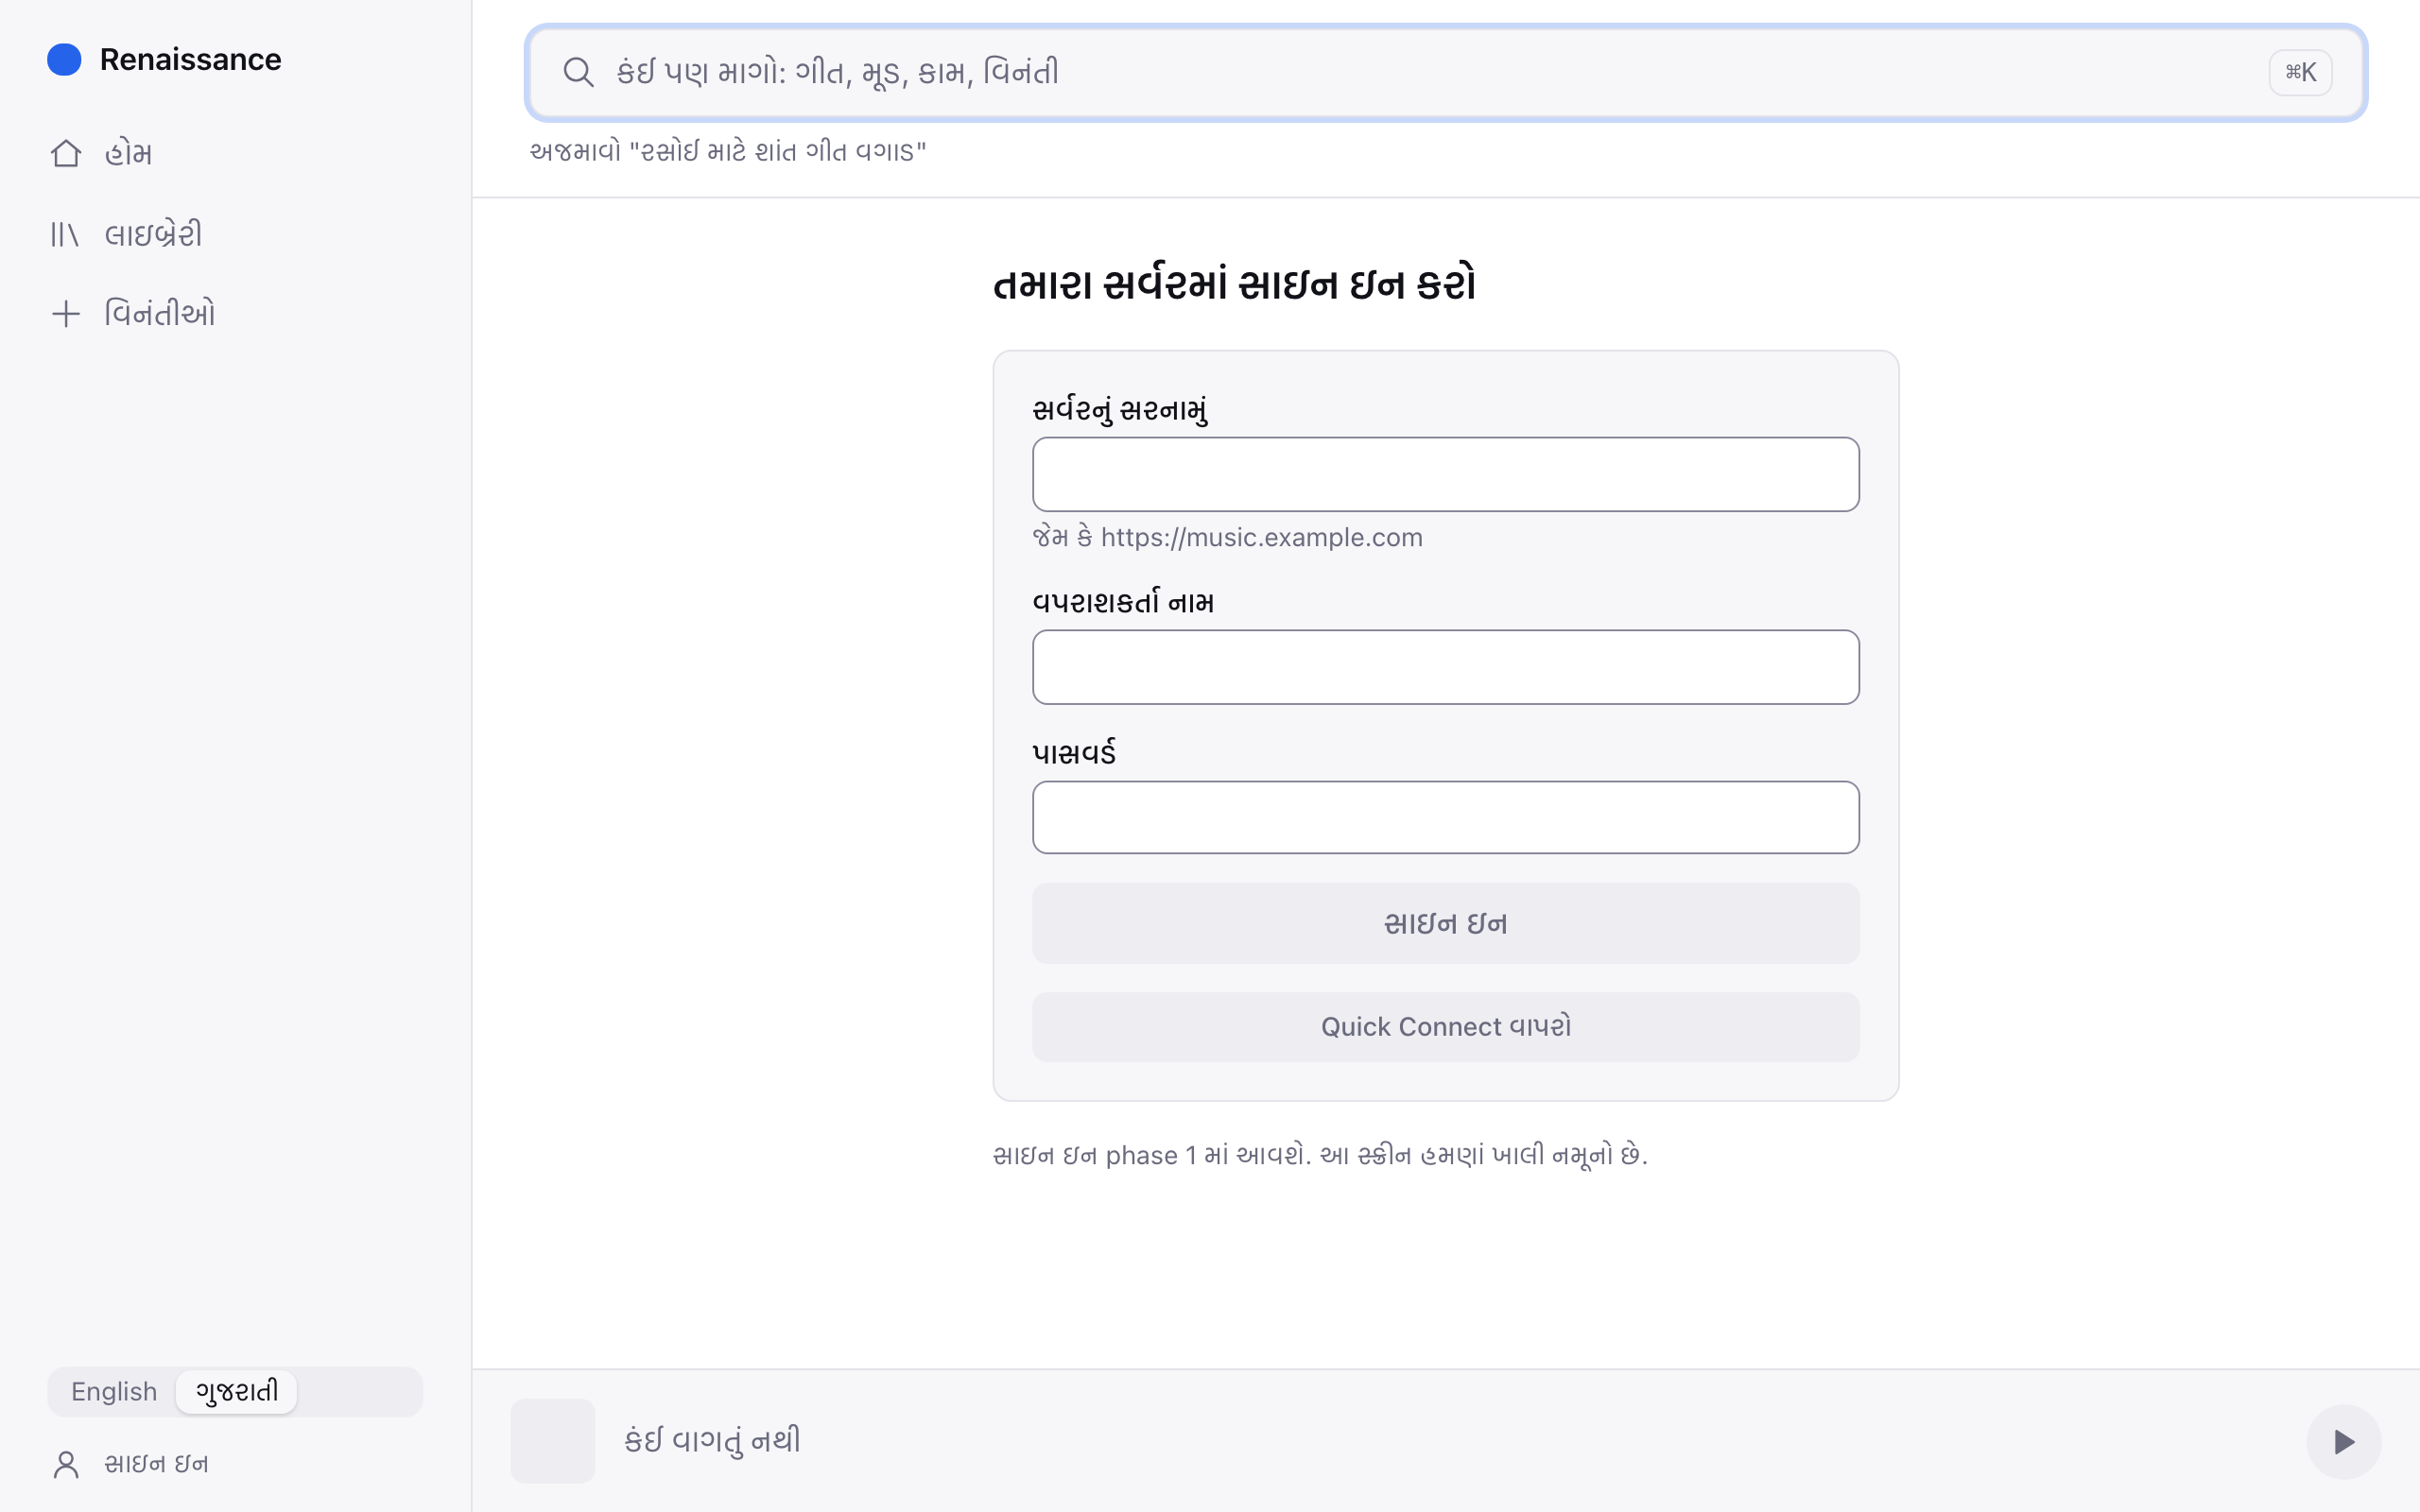 Renaissance
હોમ
લાઇબ્રેરી
વિનંતીઓ
English ગુજરાતી
સાઇન ઇન
કંઈ પણ માગો: ગીત, મૂડ, કામ, વિનંતી ⌘K
અજમાવો "રસોઈ માટે શાંત ગીત વગાડ"
તમારા સર્વરમાં સાઇન ઇન કરો
સર્વરનું સરનામું
જેમ કે https://music.example.com
વપરાશકર્તા નામ
પાસવર્ડ
સાઇન ઇન
Quick Connect વાપરો
સાઇન ઇન phase 1 માં આવશે. આ સ્ક્રીન હમણાં ખાલી નમૂનો છે.
કંઈ વાગતું નથી